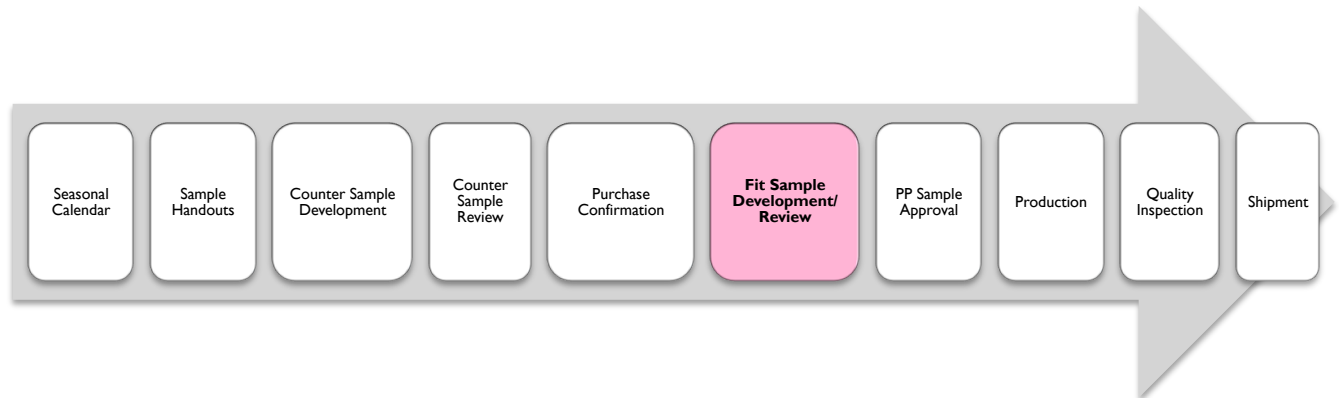 Seasonal
Calendar
Sample
Handouts
Counter Sample
Development
Counter
Sample
Review
Purchase
Confirmation
Fit Sample
Development/
Review
PP Sample
Approval
Production
Quality
Inspection
Shipment